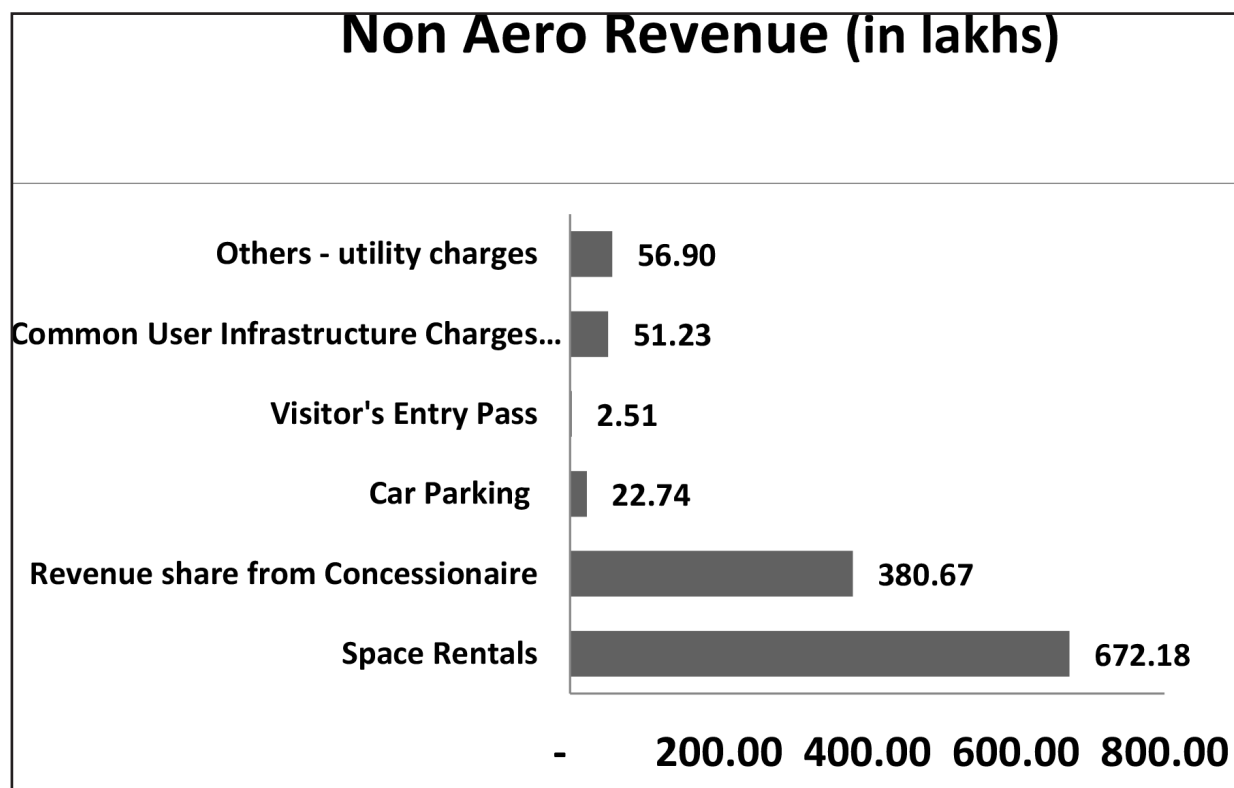 Non Aero Revenue (in lakhs)
Others - utility charges 56.90
Common User Infrastructure Charges... 51.23
Visitor's Entry Pass 2.51
Car Parking 22.74
Revenue share from Concessionaire 380.67
Space Rentals 672.18
- 200.00 400.00 600.00 800.00